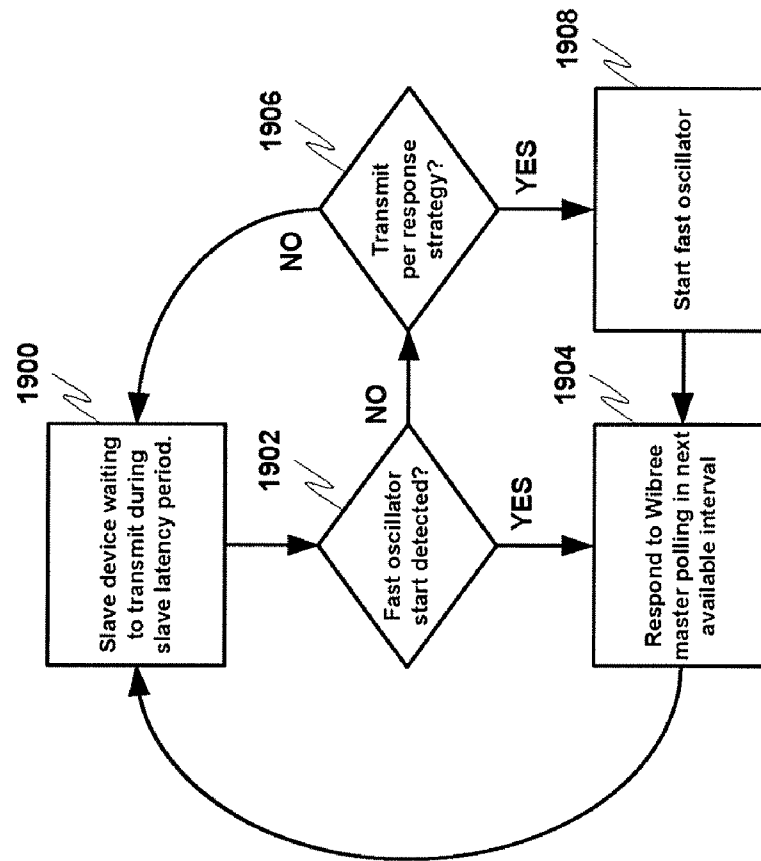 1900
Slave device waiting
to transmit during
slave latency period.
1902
Fast oscillator
start detected?
NO
YES
1906
Transmit
per response
strategy?
NO
YES
1904
Respond to Wibree
master polling in next
available interval
1908
Start fast oscillator